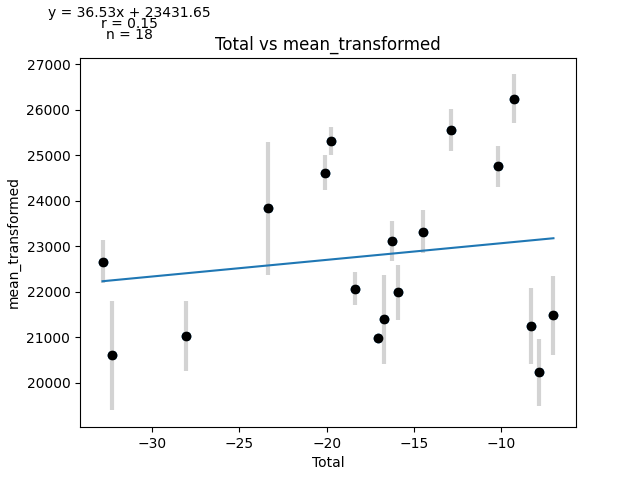 y = 36.53x + 23431.65
r = 0.15
n = 18
Total vs mean_transformed
27000
26000
25000
24000
23000
22000
21000
20000
mean_transformed
−30
−25
−20
−15
−10
Total